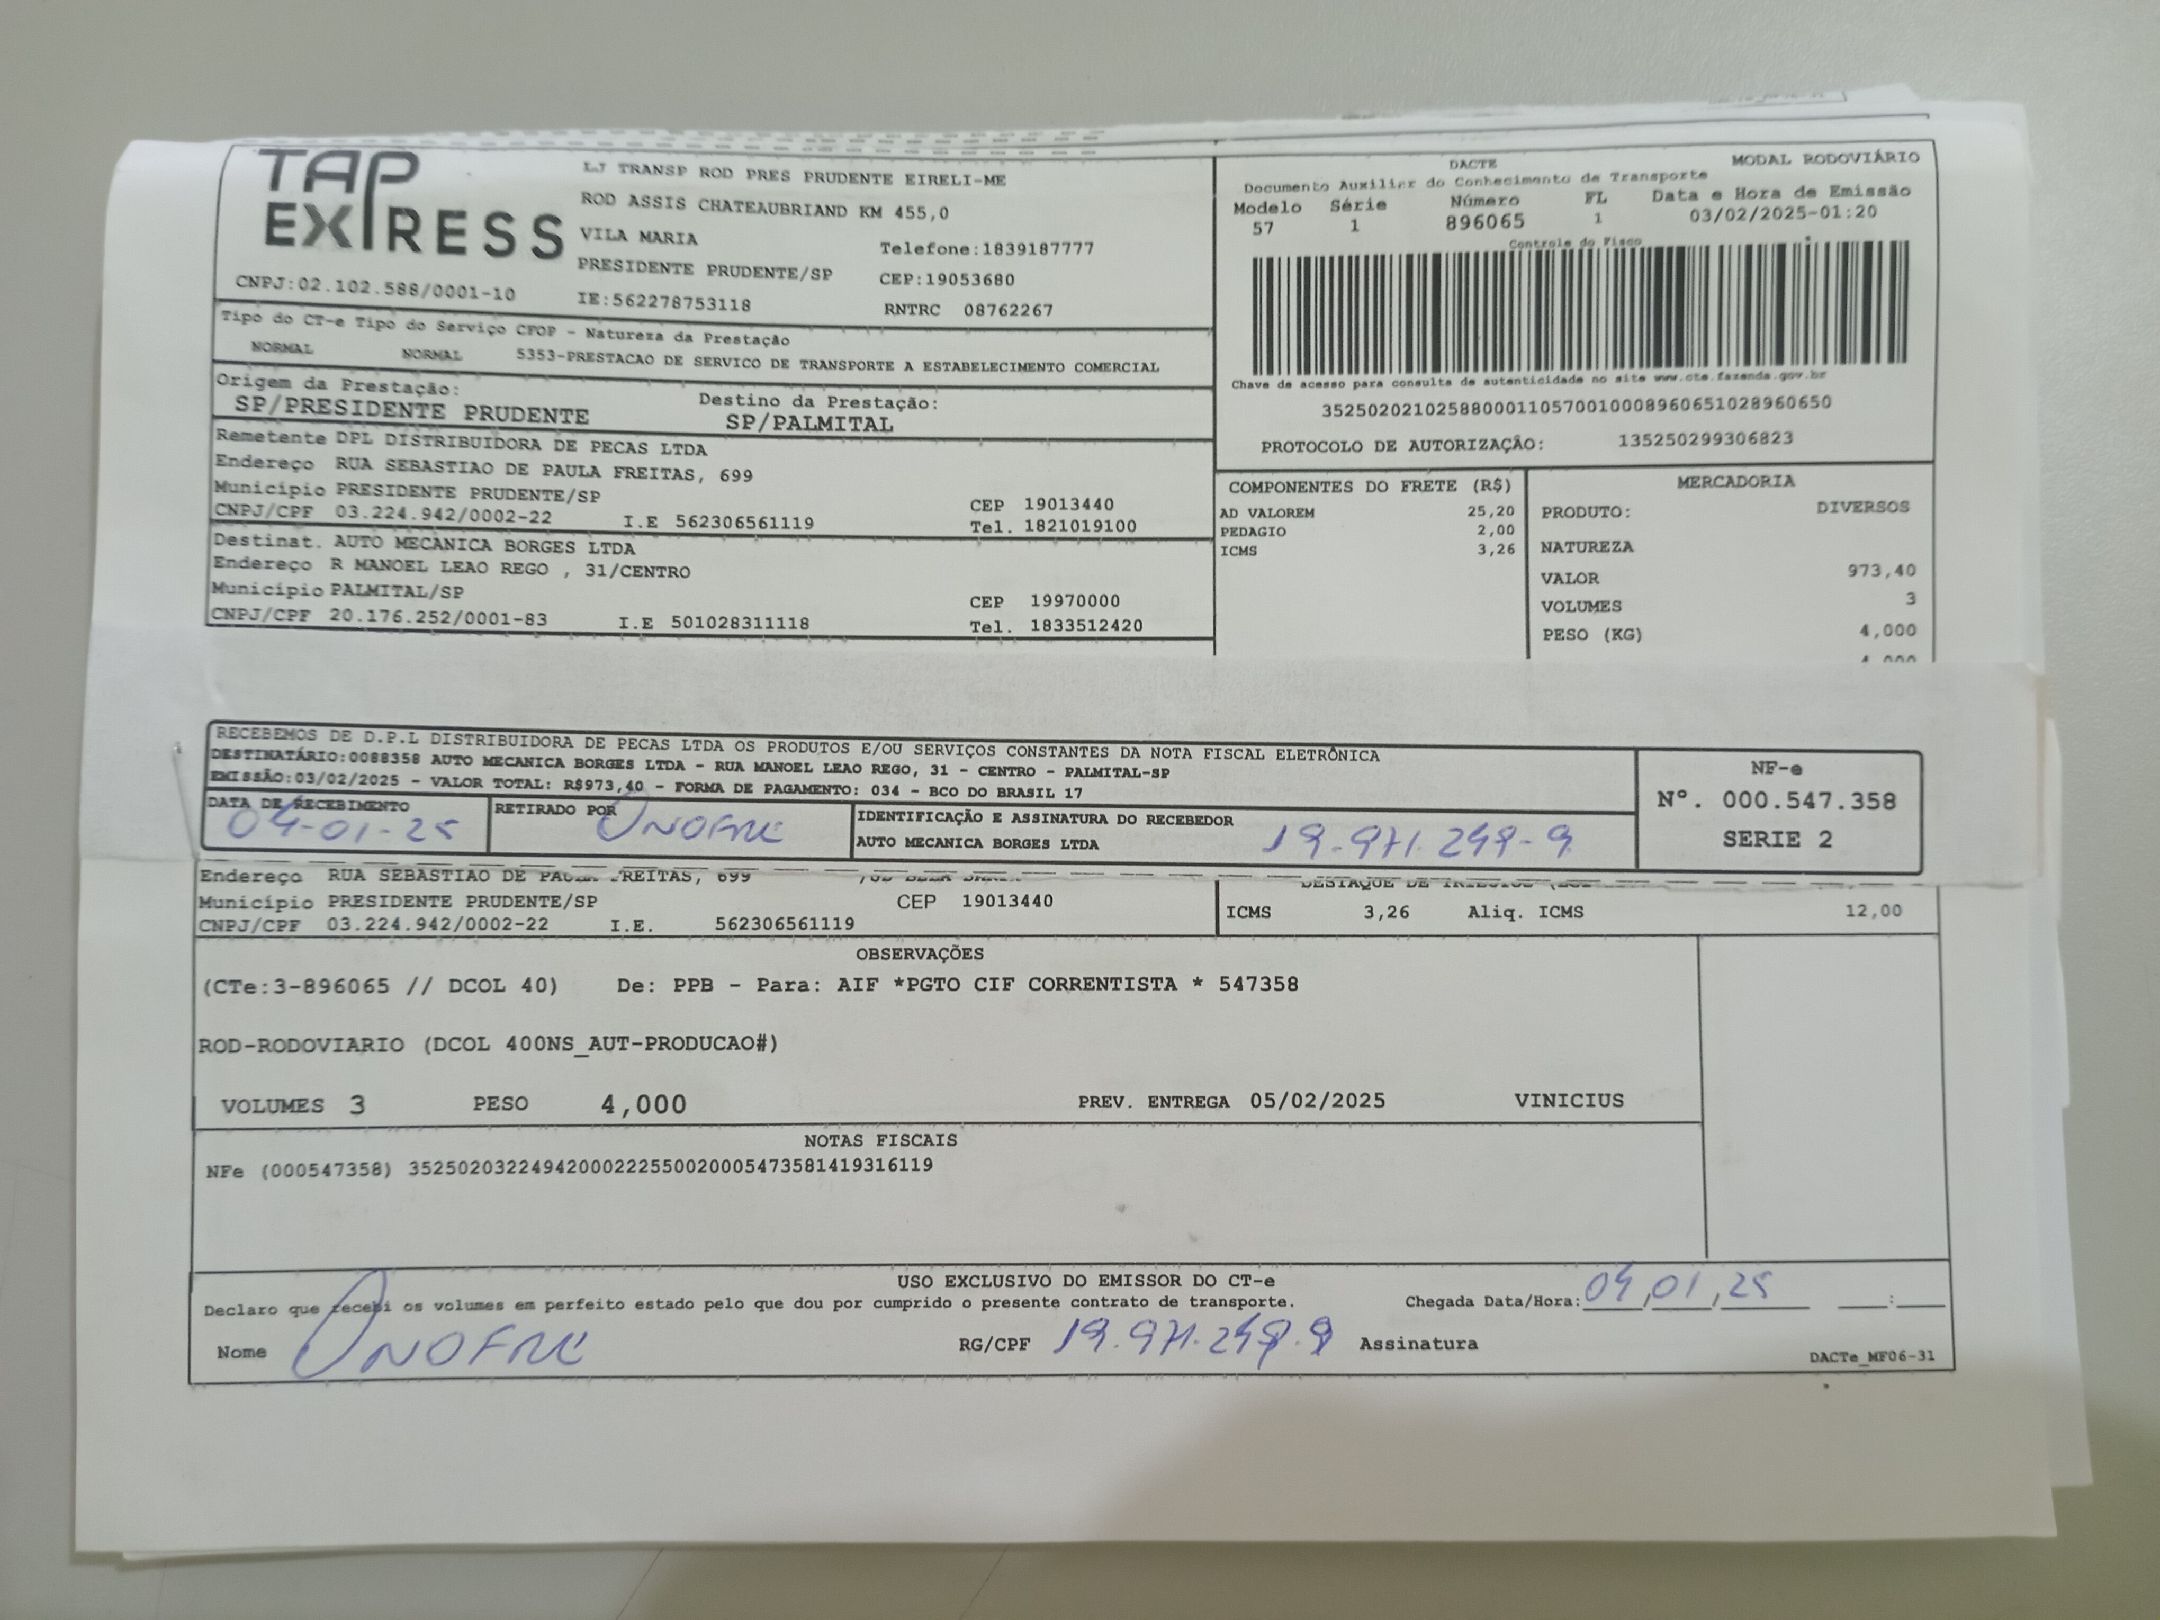 TAP EXPRESS
LJ TRANSP ROD PRES PRUDENTE EIRELI-ME
ROD ASSIS CHATEAUBRIAND KM 455,0
VILA MARIA Telefone:1839187777
PRESIDENTE PRUDENTE/SP CEP:19053680
CNPJ:02.102.588/0001-10 IE:562278753118 RNTRC 08762267
Tipo do CT-e Tipo do Serviço CFOP - Natureza da Prestação
NORMAL NORMAL 5353-PRESTACAO DE SERVICO DE TRANSPORTE A ESTABELECIMENTO COMERCIAL
Origem da Prestação: Destino da Prestação:
SP/PRESIDENTE PRUDENTE SP/PALMITAL
Remetente DPL DISTRIBUIDORA DE PECAS LTDA
Endereço RUA SEBASTIAO DE PAULA FREITAS, 699
Município PRESIDENTE PRUDENTE/SP CEP 19013440
CNPJ/CPF 03.224.942/0002-22 I.E 562306561119 Tel. 1821019100
Destinat. AUTO MECANICA BORGES LTDA
Endereço R MANOEL LEAO REGO , 31/CENTRO
Município PALMITAL/SP CEP 19970000
CNPJ/CPF 20.176.252/0001-83 I.E 501028311118 Tel. 1833512420
DACTE MODAL RODOVIÁRIO
Documento Auxiliar do Conhecimento de Transporte
Modelo Série Número FL Data e Hora de Emissão
57 1 896065 1 03/02/2025-01:20
Controle do Fisco
Chave de acesso para consulta de autenticidade no site www.cte.fazenda.gov.br
35250202102588000110570010008960651028960650
PROTOCOLO DE AUTORIZAÇÃO: 135250299306823
COMPONENTES DO FRETE (R$)
AD VALOREM 25,20
PEDAGIO 2,00
ICMS 3,26
MERCADORIA
PRODUTO: DIVERSOS
NATUREZA
VALOR 973,40
VOLUMES 3
PESO (KG) 4,000
RECEBEMOS DE D.P.L DISTRIBUIDORA DE PECAS LTDA OS PRODUTOS E/OU SERVIÇOS CONSTANTES DA NOTA FISCAL ELETRÔNICA
DESTINATÁRIO:0088358 AUTO MECANICA BORGES LTDA - RUA MANOEL LEAO REGO, 31 - CENTRO - PALMITAL-SP
EMISSÃO:03/02/2025 - VALOR TOTAL: R$973,40 - FORMA DE PAGAMENTO: 034 - BCO DO BRASIL 17
DATA DE RECEBIMENTO RETIRADO POR IDENTIFICAÇÃO E ASSINATURA DO RECEBEDOR
04-01-25 ONOFRE AUTO MECANICA BORGES LTDA 19.971.249-9
NF-e
Nº. 000.547.358
SERIE 2
Endereço RUA SEBASTIAO DE PAULA FREITAS, 699
Município PRESIDENTE PRUDENTE/SP CEP 19013440
CNPJ/CPF 03.224.942/0002-22 I.E. 562306561119
ICMS 3,26 Aliq. ICMS 12,00
OBSERVAÇÕES
(CTe:3-896065 // DCOL 40) De: PPB - Para: AIF *PGTO CIF CORRENTISTA * 547358
ROD-RODOVIARIO (DCOL 400NS_AUT-PRODUCAO#)
VOLUMES 3 PESO 4,000 PREV. ENTREGA 05/02/2025 VINICIUS
NOTAS FISCAIS
NFe (000547358) 35250203224942000222550020005473581419316119
USO EXCLUSIVO DO EMISSOR DO CT-e
Declaro que recebi os volumes em perfeito estado pelo que dou por cumprido o presente contrato de transporte. Chegada Data/Hora: 04,01,25 __:__
Nome ONOFRE RG/CPF 19.971.249.9 Assinatura
DACTe_MF06-31